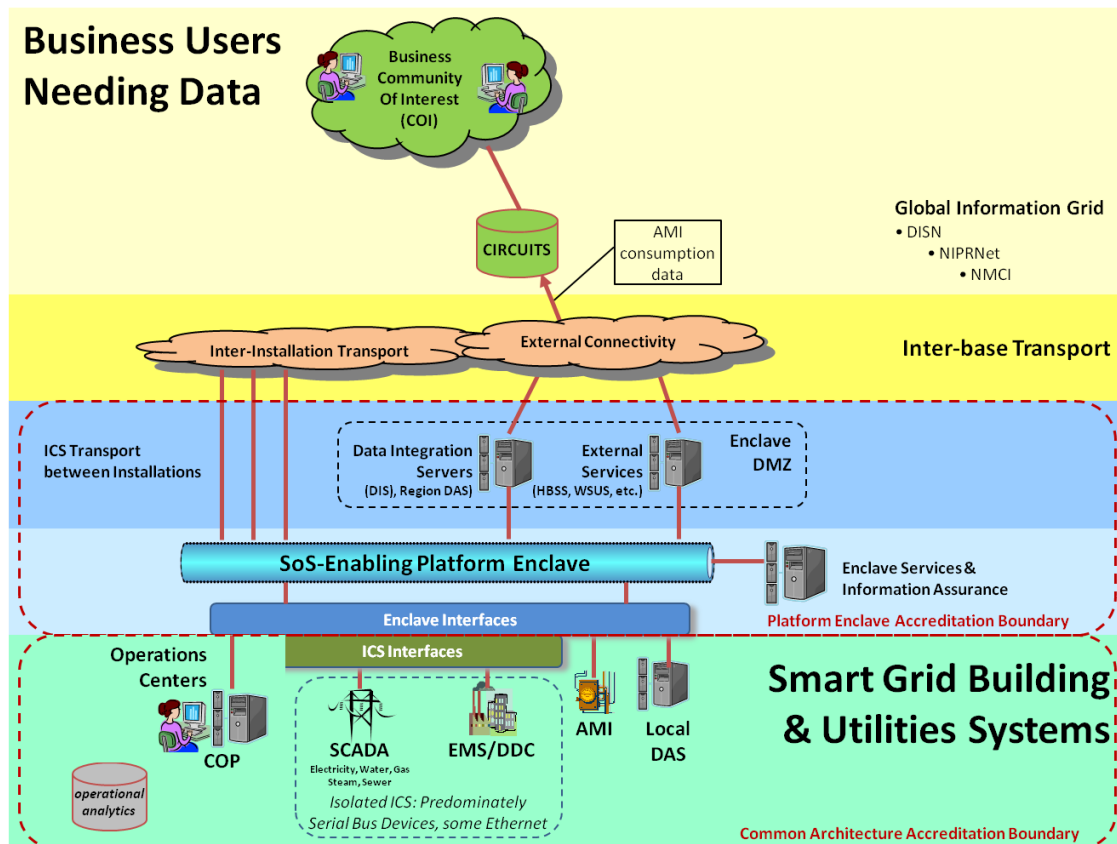 Business Users
Needing Data
Business
Community
Of Interest
(COI)
CIRCUITS
AMI
consumption
data
Global Information Grid
• DISN
• NIPRNet
• NMCI
Inter-Installation Transport
External Connectivity
Inter-base Transport
ICS Transport
between Installations
Data Integration
Servers
(DIS), Region DAS)
External
Services
(HBSS, WSUS, etc.)
Enclave
DMZ
SoS-Enabling Platform Enclave
Enclave Services &
Information Assurance
Enclave Interfaces
Platform Enclave Accreditation Boundary
ICS Interfaces
Operations
Centers
COP
SCADA
Electricity, Water, Gas
Steam, Sewer
EMS/DDC
AMI
Local
DAS
Smart Grid Building
& Utilities Systems
operational
analytics
Isolated ICS: Predominately
Serial Bus Devices, some Ethernet
Common Architecture Accreditation Boundary